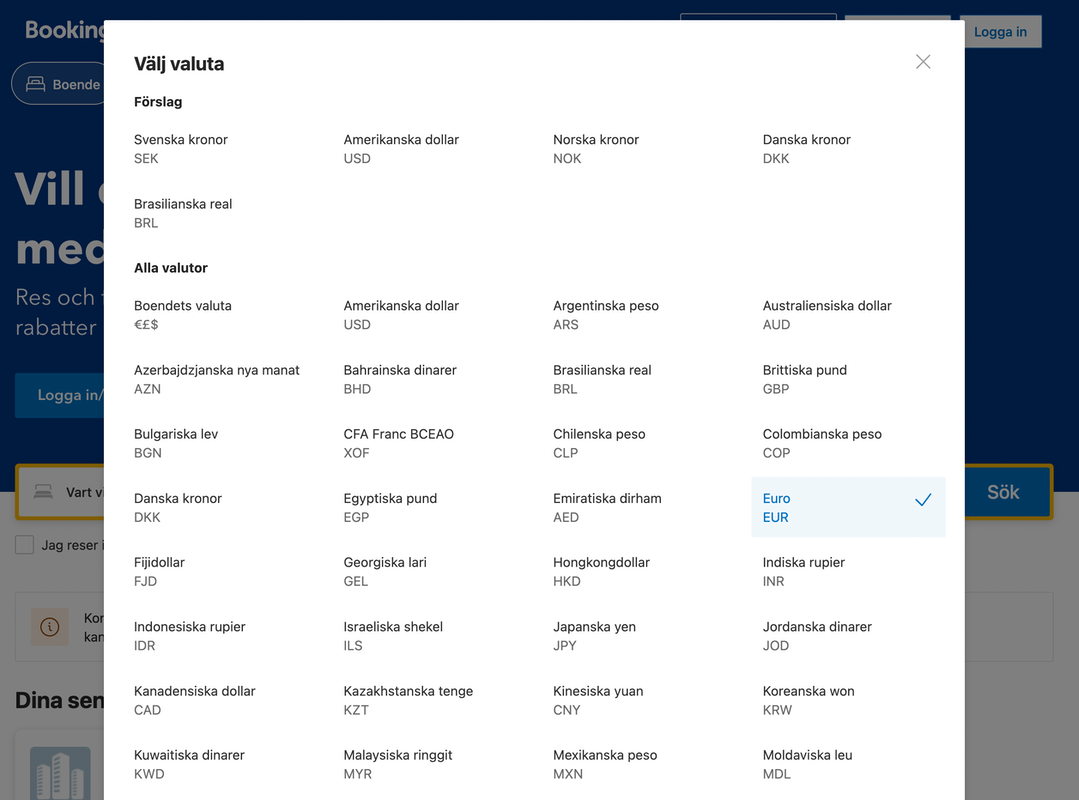 Booking
Logga in
Boende
Välj valuta
Förslag
Svenska kronor
SEK
Amerikanska dollar
USD
Norska kronor
NOK
Danska kronor
DKK
Brasilianska real
BRL
Alla valutor
Boendets valuta
€£$
Amerikanska dollar
USD
Argentinska peso
ARS
Australiensiska dollar
AUD
Azerbajdzjanska nya manat
AZN
Bahrainska dinarer
BHD
Brasilianska real
BRL
Brittiska pund
GBP
Bulgariska lev
BGN
CFA Franc BCEAO
XOF
Chilenska peso
CLP
Colombianska peso
COP
Danska kronor
DKK
Egyptiska pund
EGP
Emiratiska dirham
AED
Euro
EUR
Fijidollar
FJD
Georgiska lari
GEL
Hongkongdollar
HKD
Indiska rupier
INR
Indonesiska rupier
IDR
Israeliska shekel
ILS
Japanska yen
JPY
Jordanska dinarer
JOD
Kanadensiska dollar
CAD
Kazakhstanska tenge
KZT
Kinesiska yuan
CNY
Koreanska won
KRW
Kuwaitiska dinarer
KWD
Malaysiska ringgit
MYR
Mexikanska peso
MXN
Moldaviska leu
MDL
Vill
med
Res och
rabatter
Logga in/
Vart
Sök
Jag reser
Dina sen